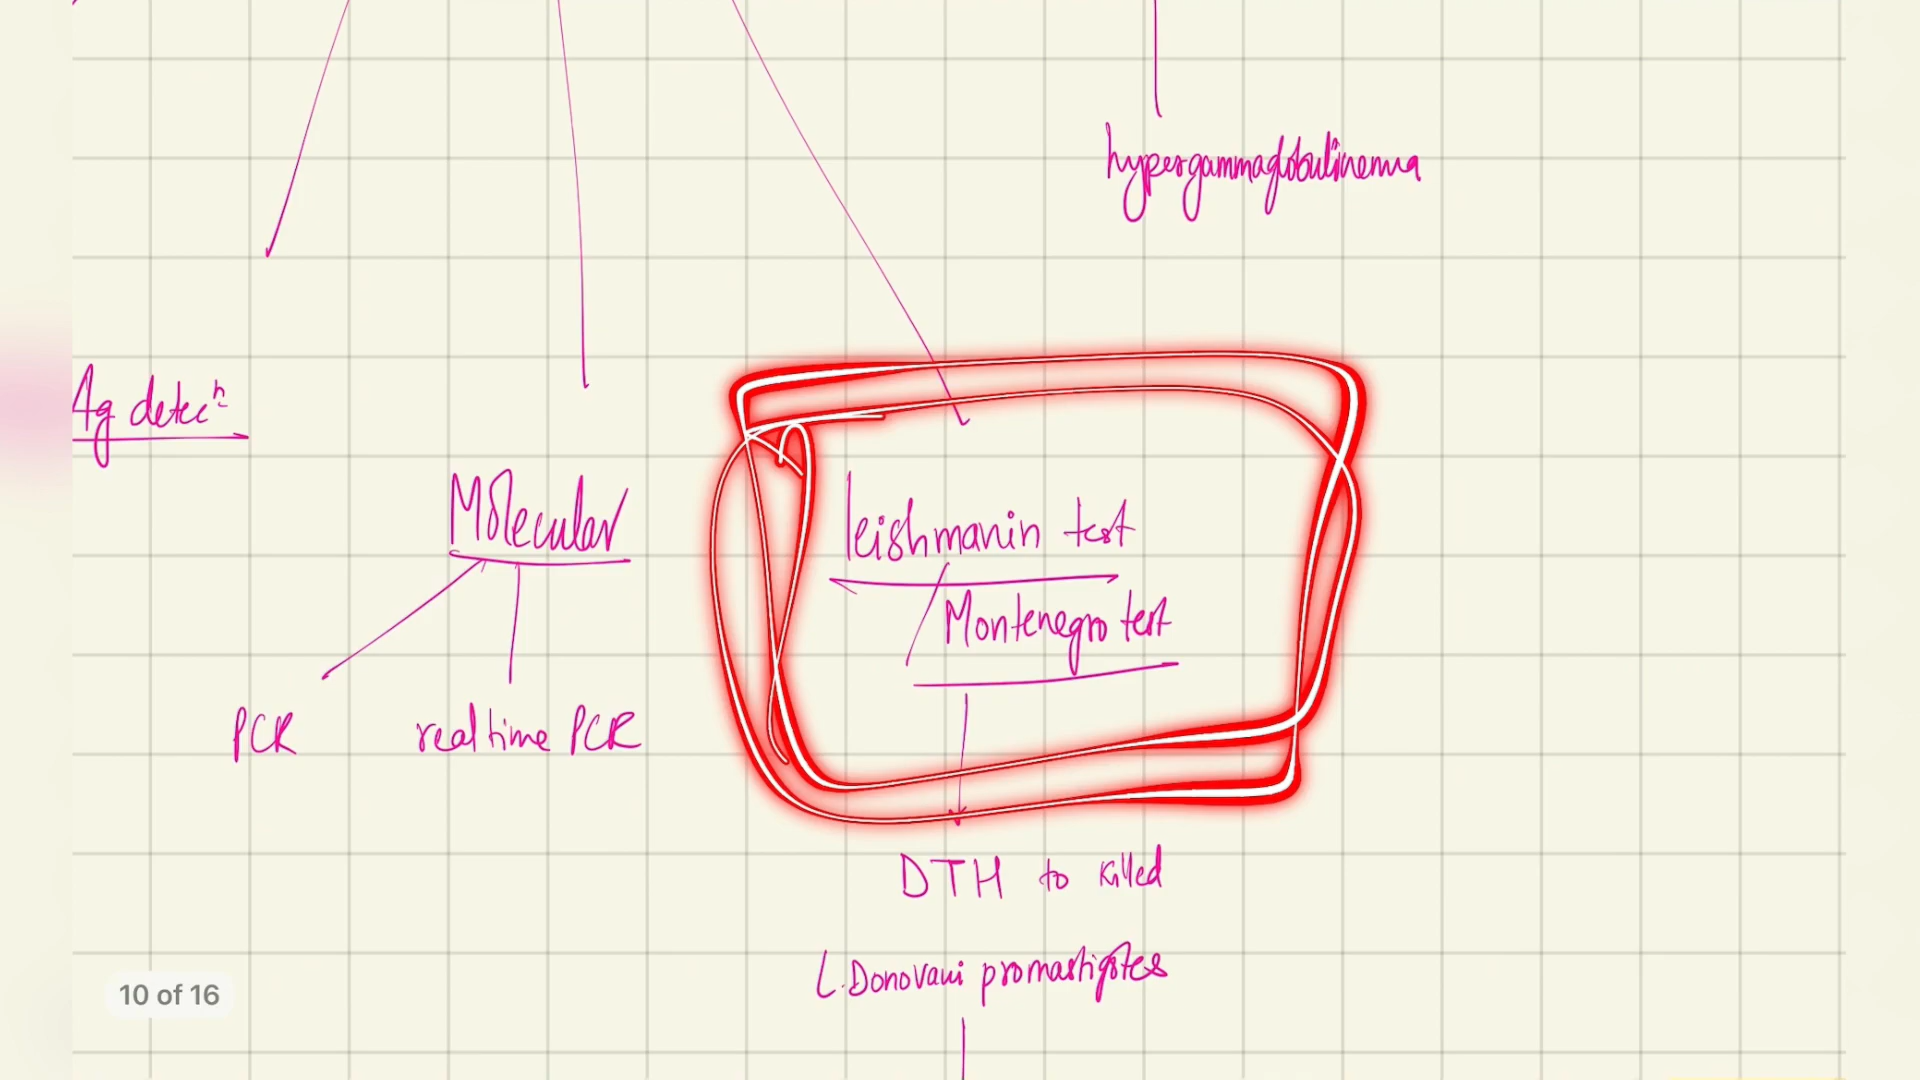 hypergammaglobulinemia
Ag detecⁿ
Molecular
leishmanin test
/ Montenegro test
PCR
real time PCR
DTH to killed
L. Donovani promastigotes
10 of 16